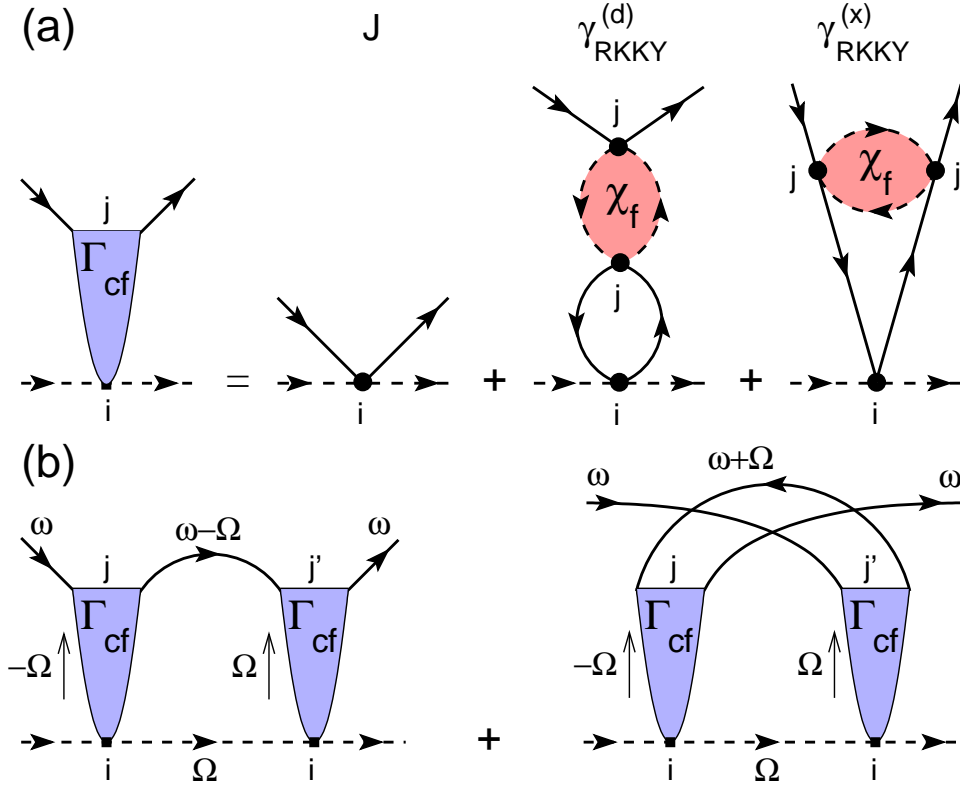 (a) J γ(d)RKKY γ(x)RKKY
j j
χf χf
j j j
Γcf
j
= + +
i i i i
(b) ω+Ω
ω ω−Ω ω ω ω
j j' j j'
Γcf Γcf Γcf Γcf
−Ω Ω −Ω Ω
+
i Ω i i Ω i